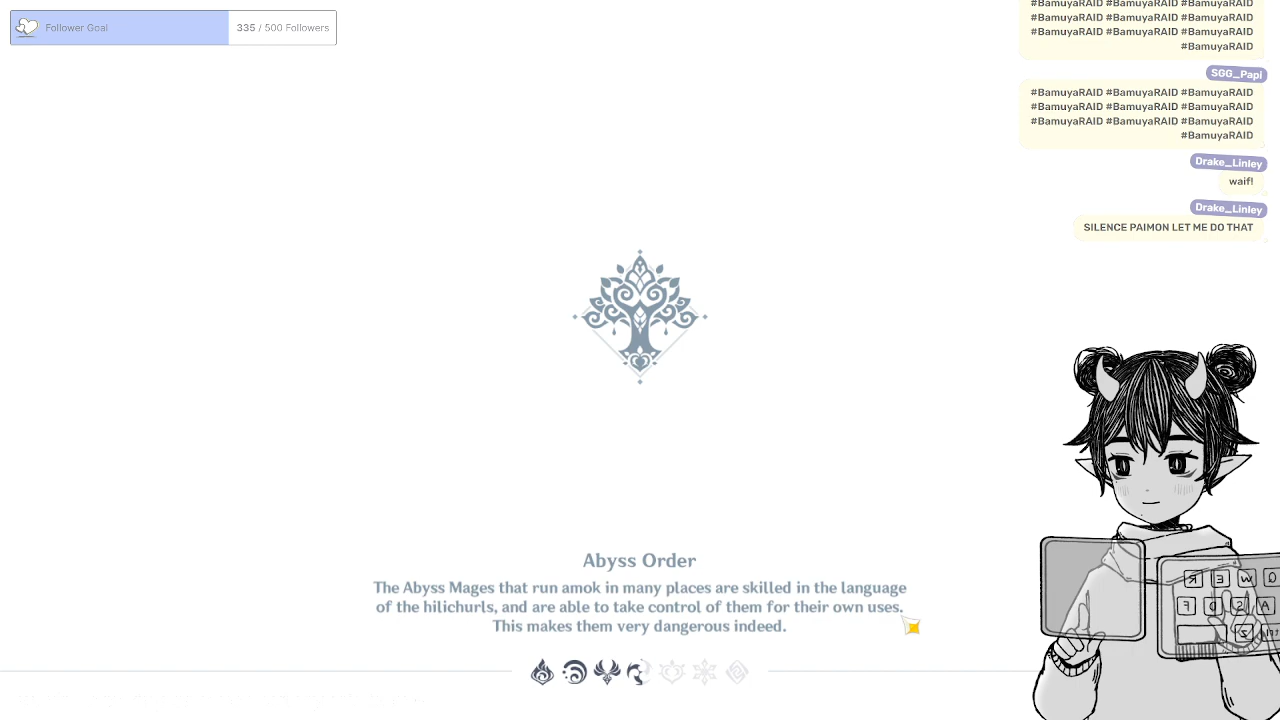 Follower Goal
335 / 500 Followers
#BamuyaRAID #BamuyaRAID #BamuyaRAID
#BamuyaRAID #BamuyaRAID #BamuyaRAID
#BamuyaRAID #BamuyaRAID #BamuyaRAID
#BamuyaRAID
SGG_Papi
#BamuyaRAID #BamuyaRAID #BamuyaRAID
#BamuyaRAID #BamuyaRAID #BamuyaRAID
#BamuyaRAID #BamuyaRAID #BamuyaRAID
#BamuyaRAID
Drake_Linley
waif!
Drake_Linley
SILENCE PAIMON LET ME DO THAT
Abyss Order
The Abyss Mages that run amok in many places are skilled in the language
of the hilichurls, and are able to take control of them for their own uses.
This makes them very dangerous indeed.
R E W Q
F D S A
Z